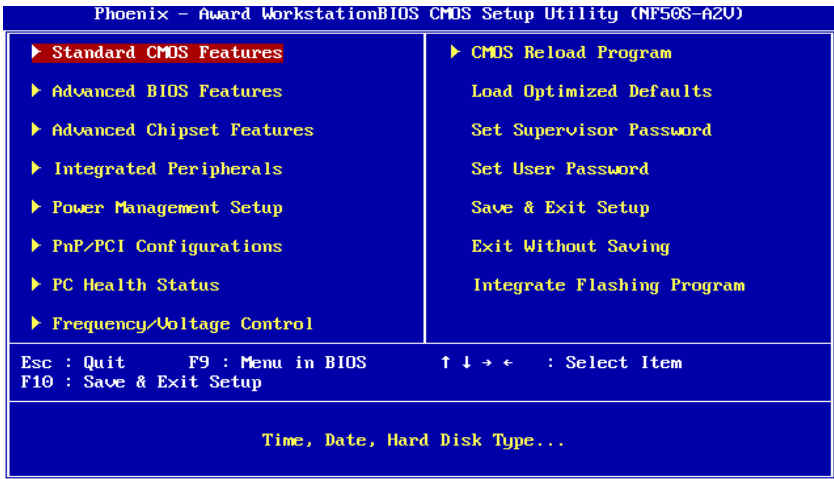 Phoenix - Award WorkstationBIOS CMOS Setup Utility (NF50S-A2V)
Standard CMOS Features
Advanced BIOS Features
Advanced Chipset Features
Integrated Peripherals
Power Management Setup
PnP/PCI Configurations
PC Health Status
Frequency/Voltage Control
CMOS Reload Program
Load Optimized Defaults
Set Supervisor Password
Set User Password
Save & Exit Setup
Exit Without Saving
Integrate Flashing Program
Esc : Quit F9 : Menu in BIOS ↑ ↓ → ← : Select Item
F10 : Save & Exit Setup
Time, Date, Hard Disk Type...